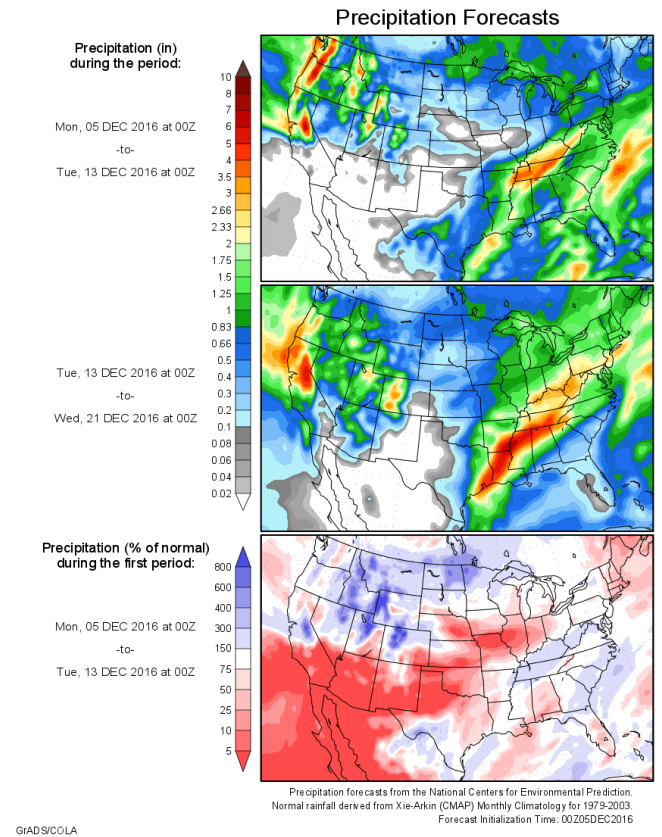 Precipitation Forecasts
Precipitation (in)
during the period:
Mon, 05 DEC 2016 at 00Z
-to-
Tue, 13 DEC 2016 at 00Z
10
8
7
6
5
4
3.5
3
2.66
2.33
2
1.75
1.5
1.25
1
0.83
0.66
0.5
0.4
0.3
0.2
0.1
0.08
0.06
0.04
0.02
Tue, 13 DEC 2016 at 00Z
-to-
Wed, 21 DEC 2016 at 00Z
Precipitation (% of normal)
during the first period:
Mon, 05 DEC 2016 at 00Z
-to-
Tue, 13 DEC 2016 at 00Z
800
600
400
300
150
75
50
25
10
5
Precipitation forecasts from the National Centers for Environmental Prediction.
Normal rainfall derived from Xie-Arkin (CMAP) Monthly Climatology for 1979-2003.
Forecast Initialization Time: 00Z05DEC2016
GrADS/COLA